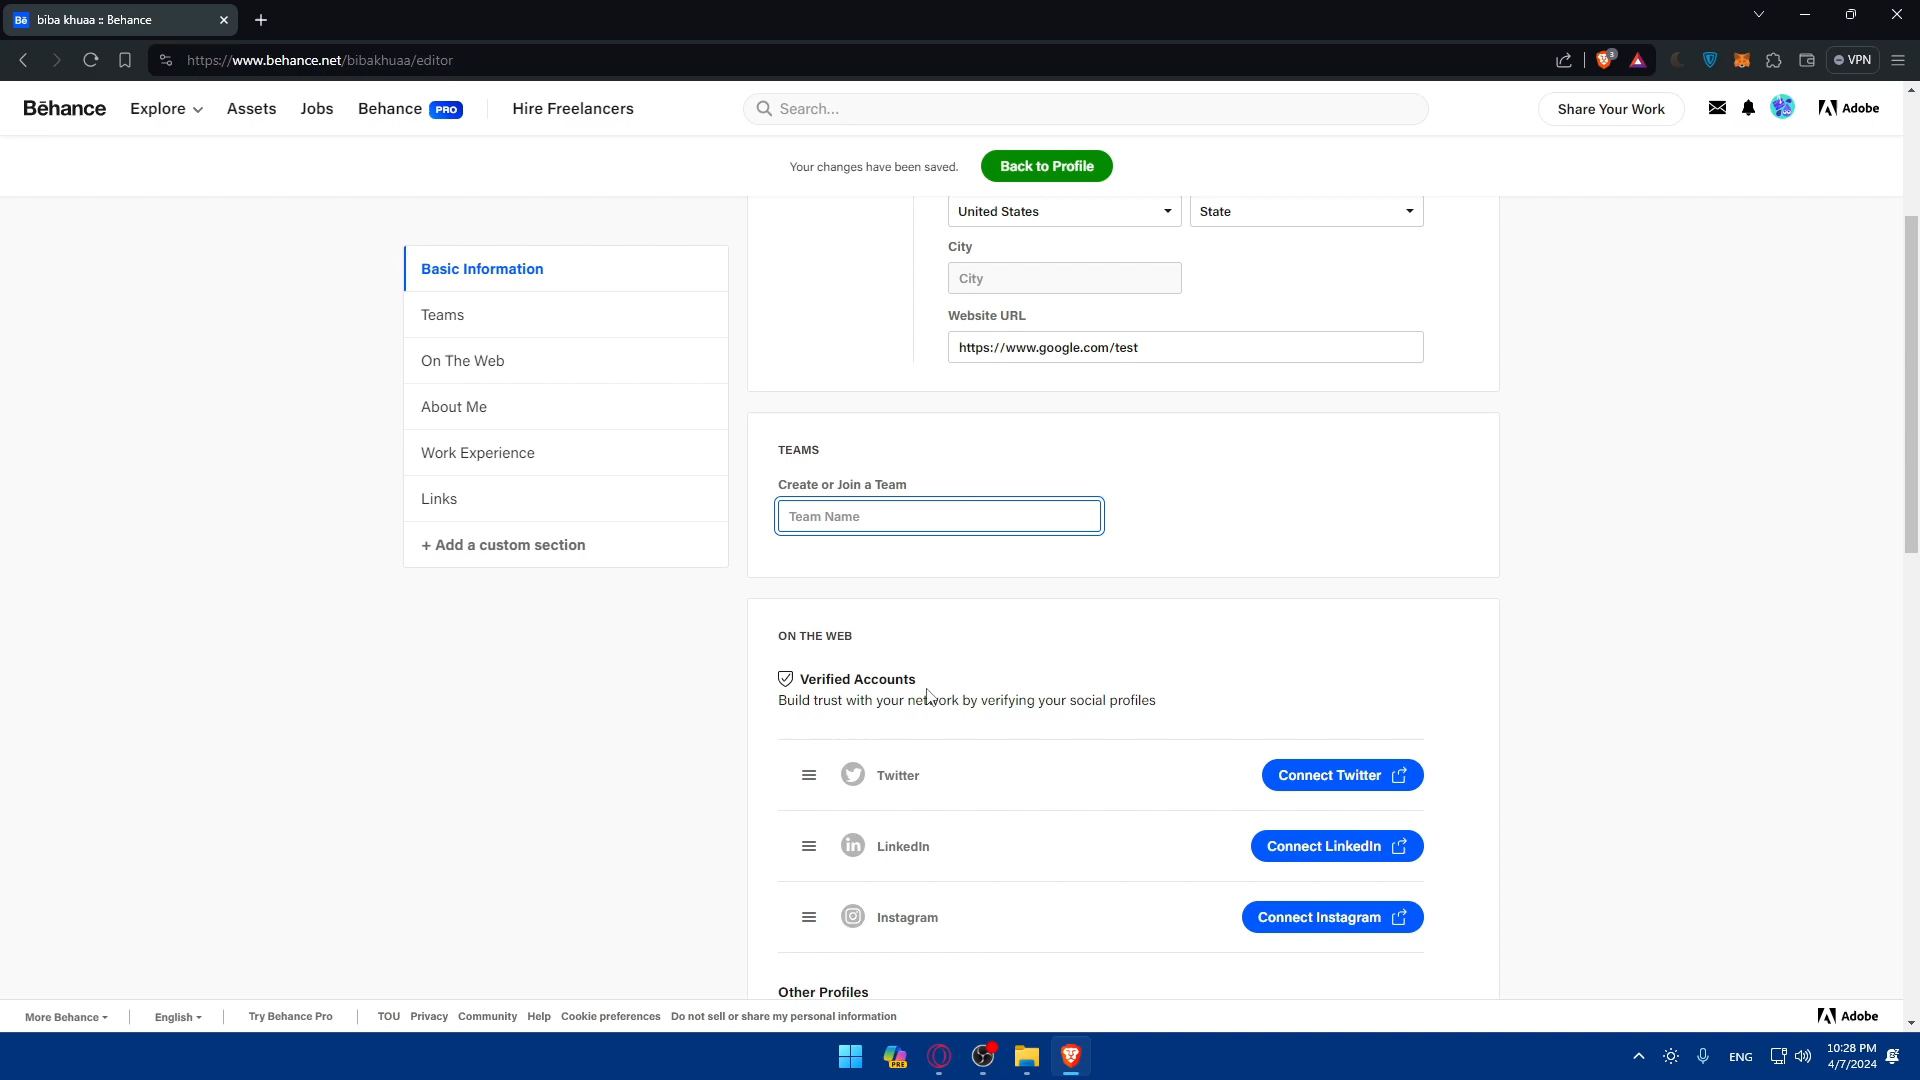 Bē biba khuaa :: Behance
https://www.behance.net/bibakhuaa/editor
3
VPN
Bēhance
Explore
Assets
Jobs
Behance PRO
Hire Freelancers
Search...
Share Your Work
Adobe
Your changes have been saved.
Back to Profile
United States
State
City
City
Website URL
https://www.google.com/test
Basic Information
Teams
On The Web
About Me
Work Experience
Links
+ Add a custom section
TEAMS
Create or Join a Team
Team Name
ON THE WEB
Verified Accounts
Build trust with your network by verifying your social profiles
Twitter
Connect Twitter
in LinkedIn
Connect LinkedIn
Instagram
Connect Instagram
Other Profiles
More Behance
English
Try Behance Pro
TOU Privacy Community Help Cookie preferences Do not sell or share my personal information
Adobe
PRE
ENG
10:28 PM
4/7/2024